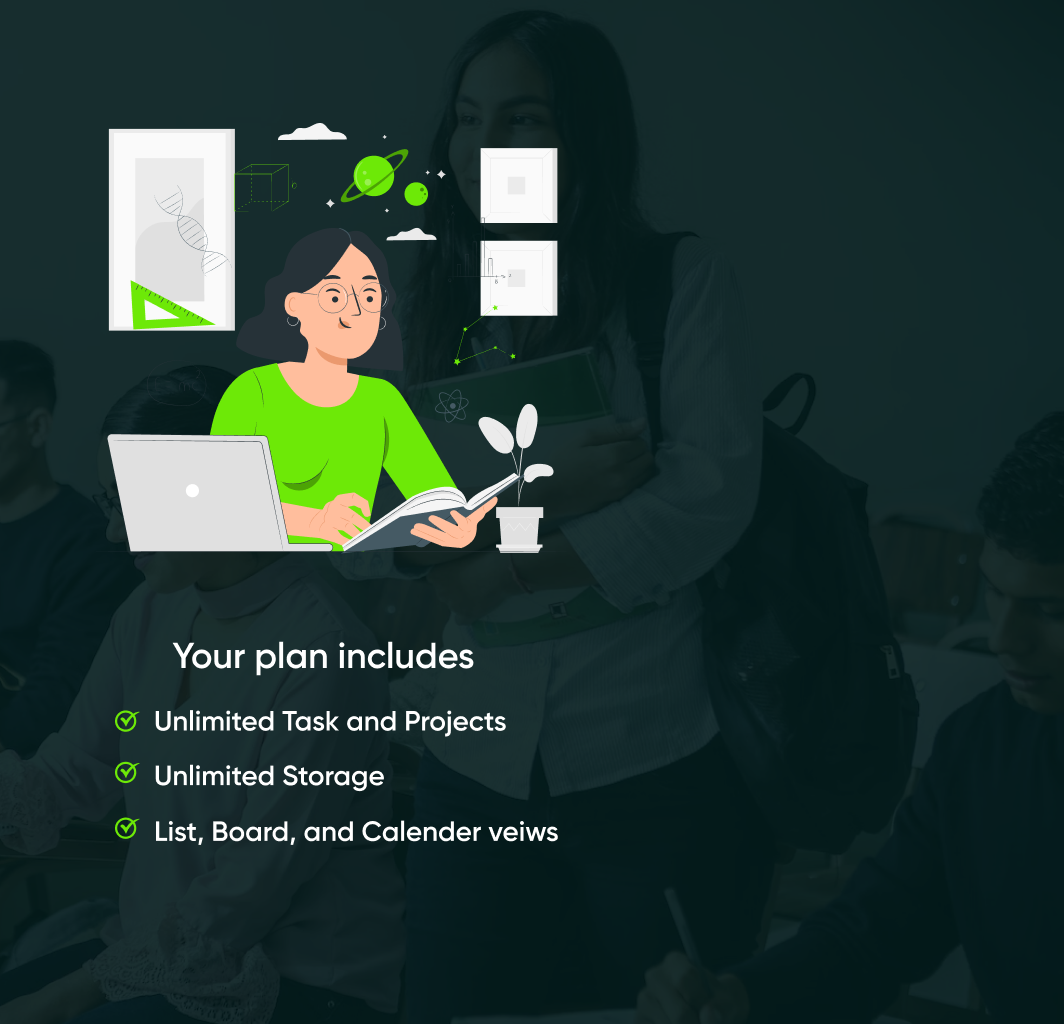 Your plan includes
Unlimited Task and Projects
Unlimited Storage
List, Board, and Calender veiws